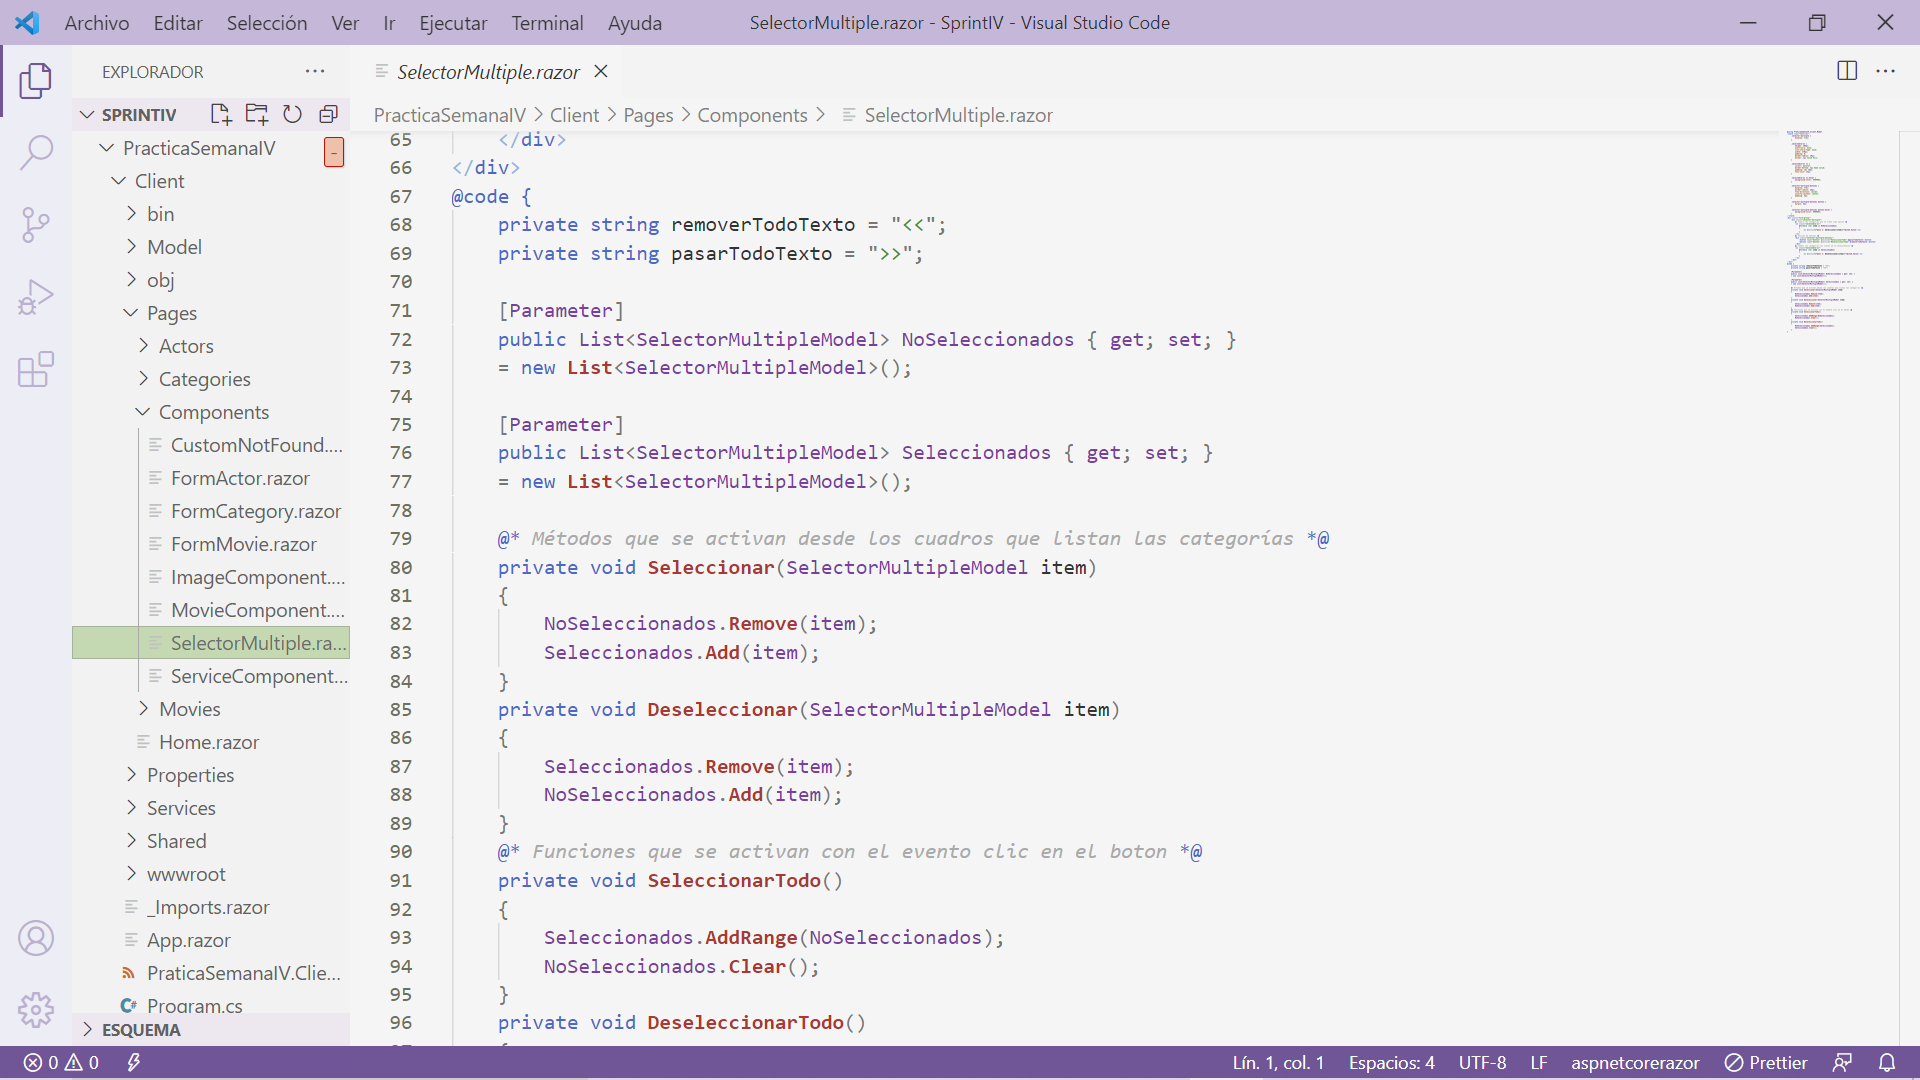 Archivo Editar Selección Ver Ir Ejecutar Terminal Ayuda SelectorMultiple.razor - SprintIV - Visual Studio Code
EXPLORADOR
SPRINTIV
PracticaSemanaIV
Client
bin
Model
obj
Pages
Actors
Categories
Components
CustomNotFound....
FormActor.razor
FormCategory.razor
FormMovie.razor
ImageComponent....
MovieComponent....
SelectorMultiple.ra...
ServiceComponent...
Movies
Home.razor
Properties
Services
Shared
wwwroot
_Imports.razor
App.razor
PraticaSemanaIV.Clie...
Program.cs
ESQUEMA
SelectorMultiple.razor
PracticaSemanaIV > Client > Pages > Components > SelectorMultiple.razor
65 </div>
66 </div>
67 @code {
68 private string removerTodoTexto = "<<";
69 private string pasarTodoTexto = ">>";
70
71 [Parameter]
72 public List<SelectorMultipleModel> NoSeleccionados { get; set; }
73 = new List<SelectorMultipleModel>();
74
75 [Parameter]
76 public List<SelectorMultipleModel> Seleccionados { get; set; }
77 = new List<SelectorMultipleModel>();
78
79 @* Métodos que se activan desde los cuadros que listan las categorías *@
80 private void Seleccionar(SelectorMultipleModel item)
81 {
82 NoSeleccionados.Remove(item);
83 Seleccionados.Add(item);
84 }
85 private void Deseleccionar(SelectorMultipleModel item)
86 {
87 Seleccionados.Remove(item);
88 NoSeleccionados.Add(item);
89 }
90 @* Funciones que se activan con el evento clic en el boton *@
91 private void SeleccionarTodo()
92 {
93 Seleccionados.AddRange(NoSeleccionados);
94 NoSeleccionados.Clear();
95 }
96 private void DeseleccionarTodo()
0 0 Lín. 1, col. 1 Espacios: 4 UTF-8 LF aspnetcorerazor Prettier